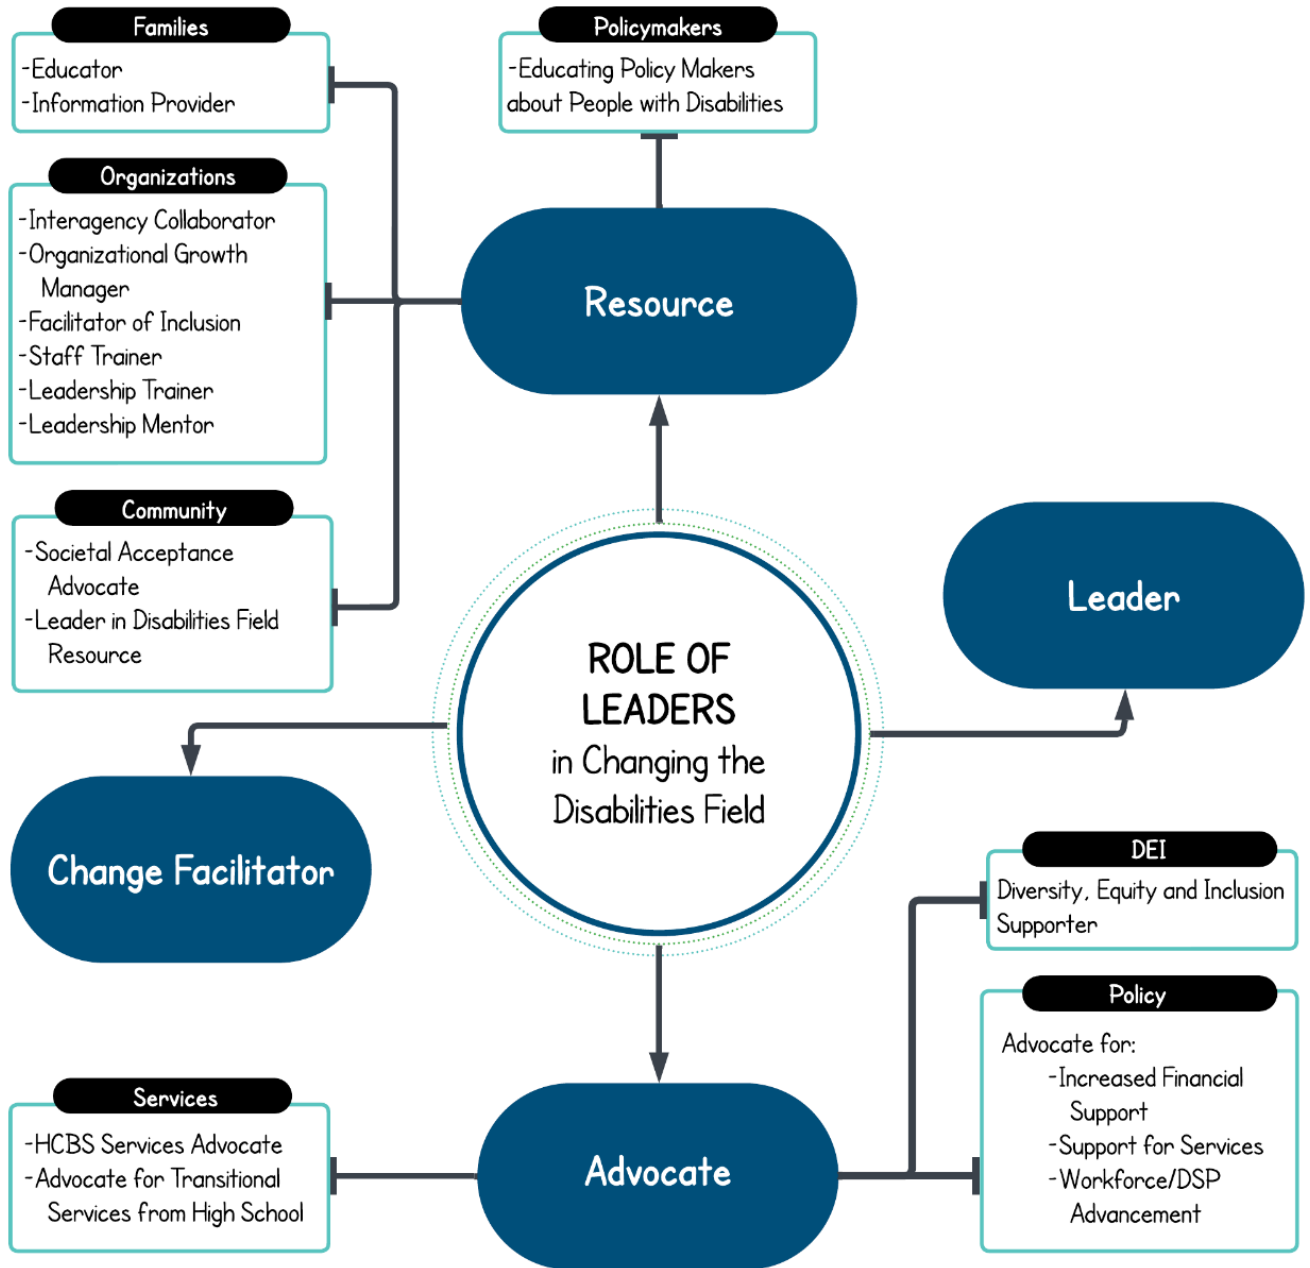 Families
-Educator
-Information Provider
Policymakers
-Educating Policy Makers
about People with Disabilities
Organizations
-Interagency Collaborator
-Organizational Growth
Manager
-Facilitator of Inclusion
-Staff Trainer
-Leadership Trainer
-Leadership Mentor
Resource
Community
-Societal Acceptance
Advocate
-Leader in Disabilities Field
Resource
Leader
ROLE OF
LEADERS
in Changing the
Disabilities Field
Change Facilitator
DEI
Diversity, Equity and Inclusion
Supporter
Policy
Advocate for:
-Increased Financial
Support
-Support for Services
-Workforce/DSP
Advancement
Services
-HCBS Services Advocate
-Advocate for Transitional
Services from High School
Advocate